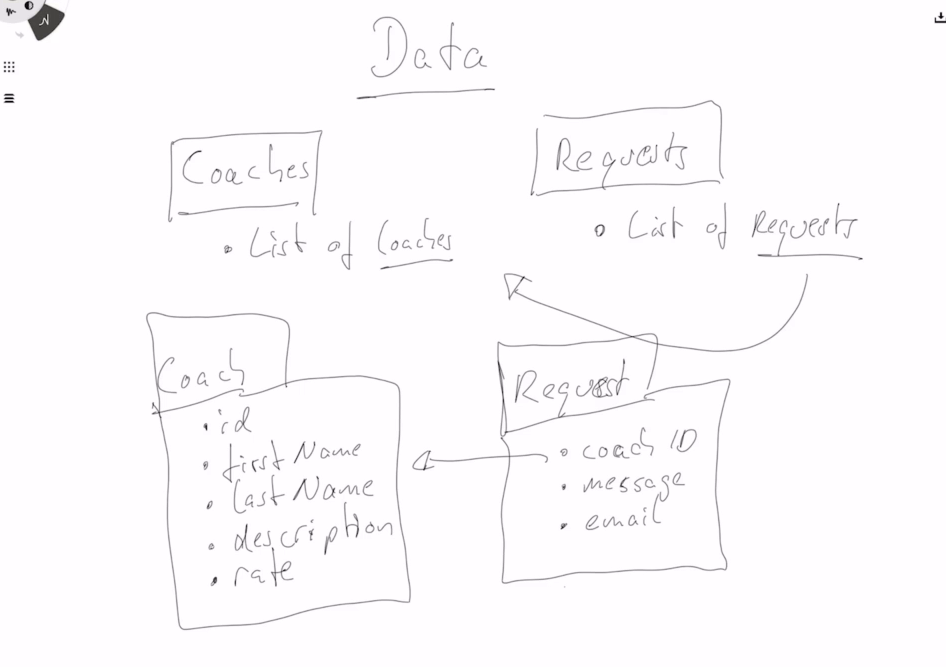 Data
Coaches
• List of Coaches
Requests
• List of Requests
Coach
• id
• firstName
• lastName
• description
• rate
Request
• coach ID
• message
• email